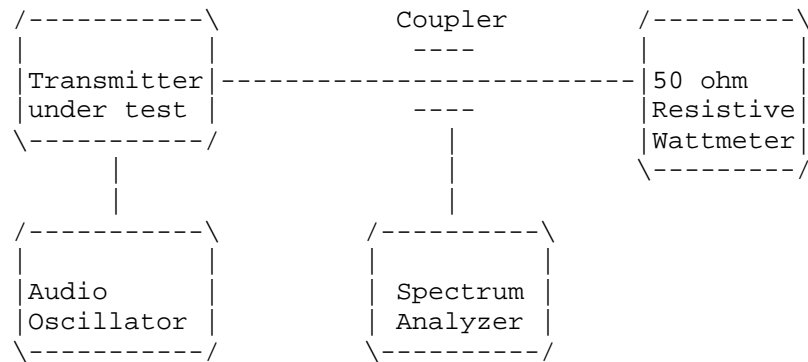 Coupler
Transmitter
under test
50 ohm
Resistive
Wattmeter
Audio
Oscillator
Spectrum
Analyzer